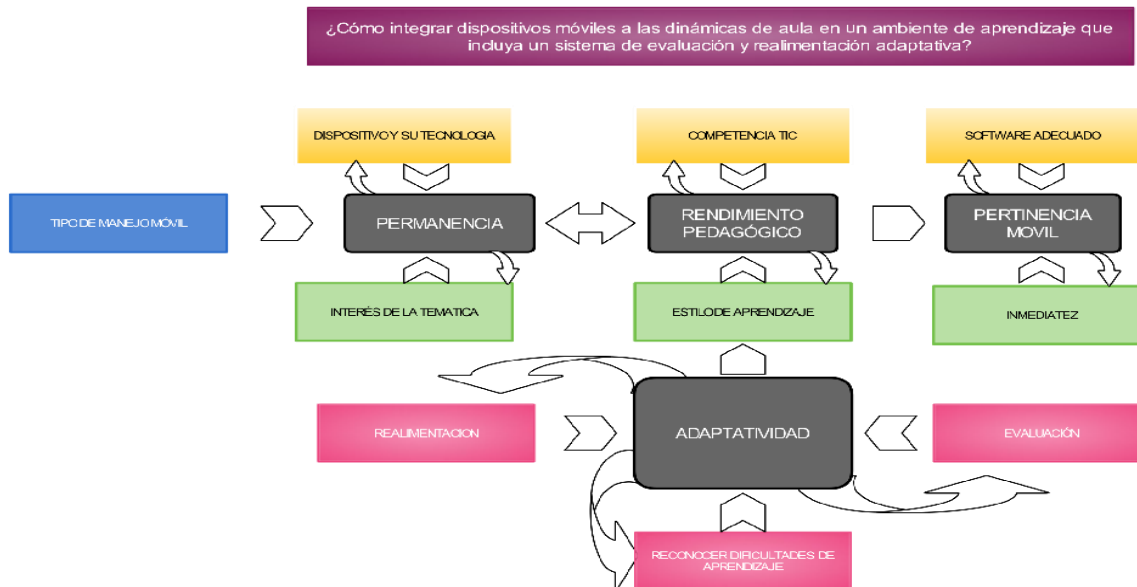 ¿Cómo integrar dispositivos móviles a las dinámicas de aula en un ambiente de aprendizaje que
incluya un sistema de evaluación y realimentación adaptativa?
DISPOSITIVO Y SU TECNOLOGIA
COMPETENCIA TIC
SOFTWARE ADECUADO
TIPO DE MANEJO MÓVIL
PERMANENCIA
RENDIMIENTO
PEDAGÓGICO
PERTINENCIA
MOVIL
INTERÉS DE LA TEMATICA
ESTILO DE APRENDIZAJE
INMEDIATEZ
REALIMENTACION
ADAPTATIVIDAD
EVALUACIÓN
RECONOCER DIFICULTADES DE
APRENDIZAJE